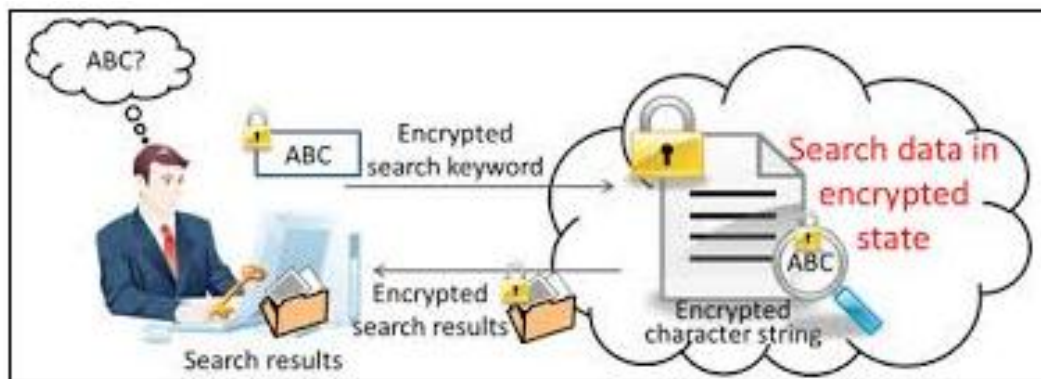 ABC?
ABC
Encrypted
search keyword
Search data in
encrypted
state
ABC
Encrypted
search results
Encrypted
character string
Search results